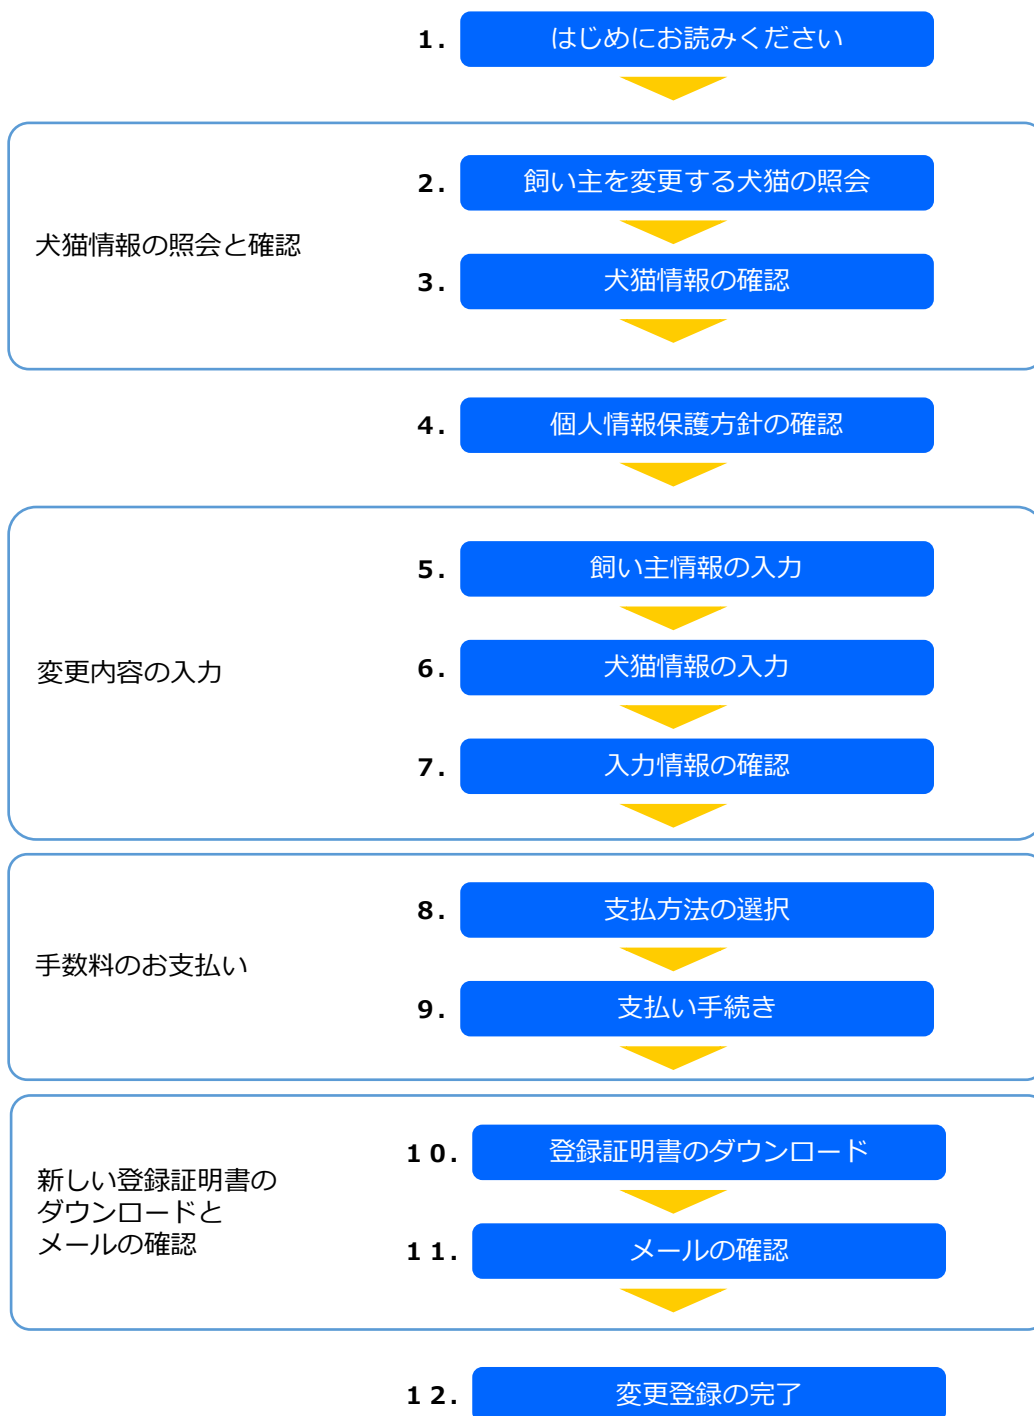 1. はじめにお読みください
犬猫情報の照会と確認
2. 飼い主を変更する犬猫の照会
3. 犬猫情報の確認
4. 個人情報保護方針の確認
変更内容の入力
5. 飼い主情報の入力
6. 犬猫情報の入力
7. 入力情報の確認
手数料のお支払い
8. 支払方法の選択
9. 支払い手続き
新しい登録証明書の
ダウンロードと
メールの確認
10. 登録証明書のダウンロード
11. メールの確認
12. 変更登録の完了